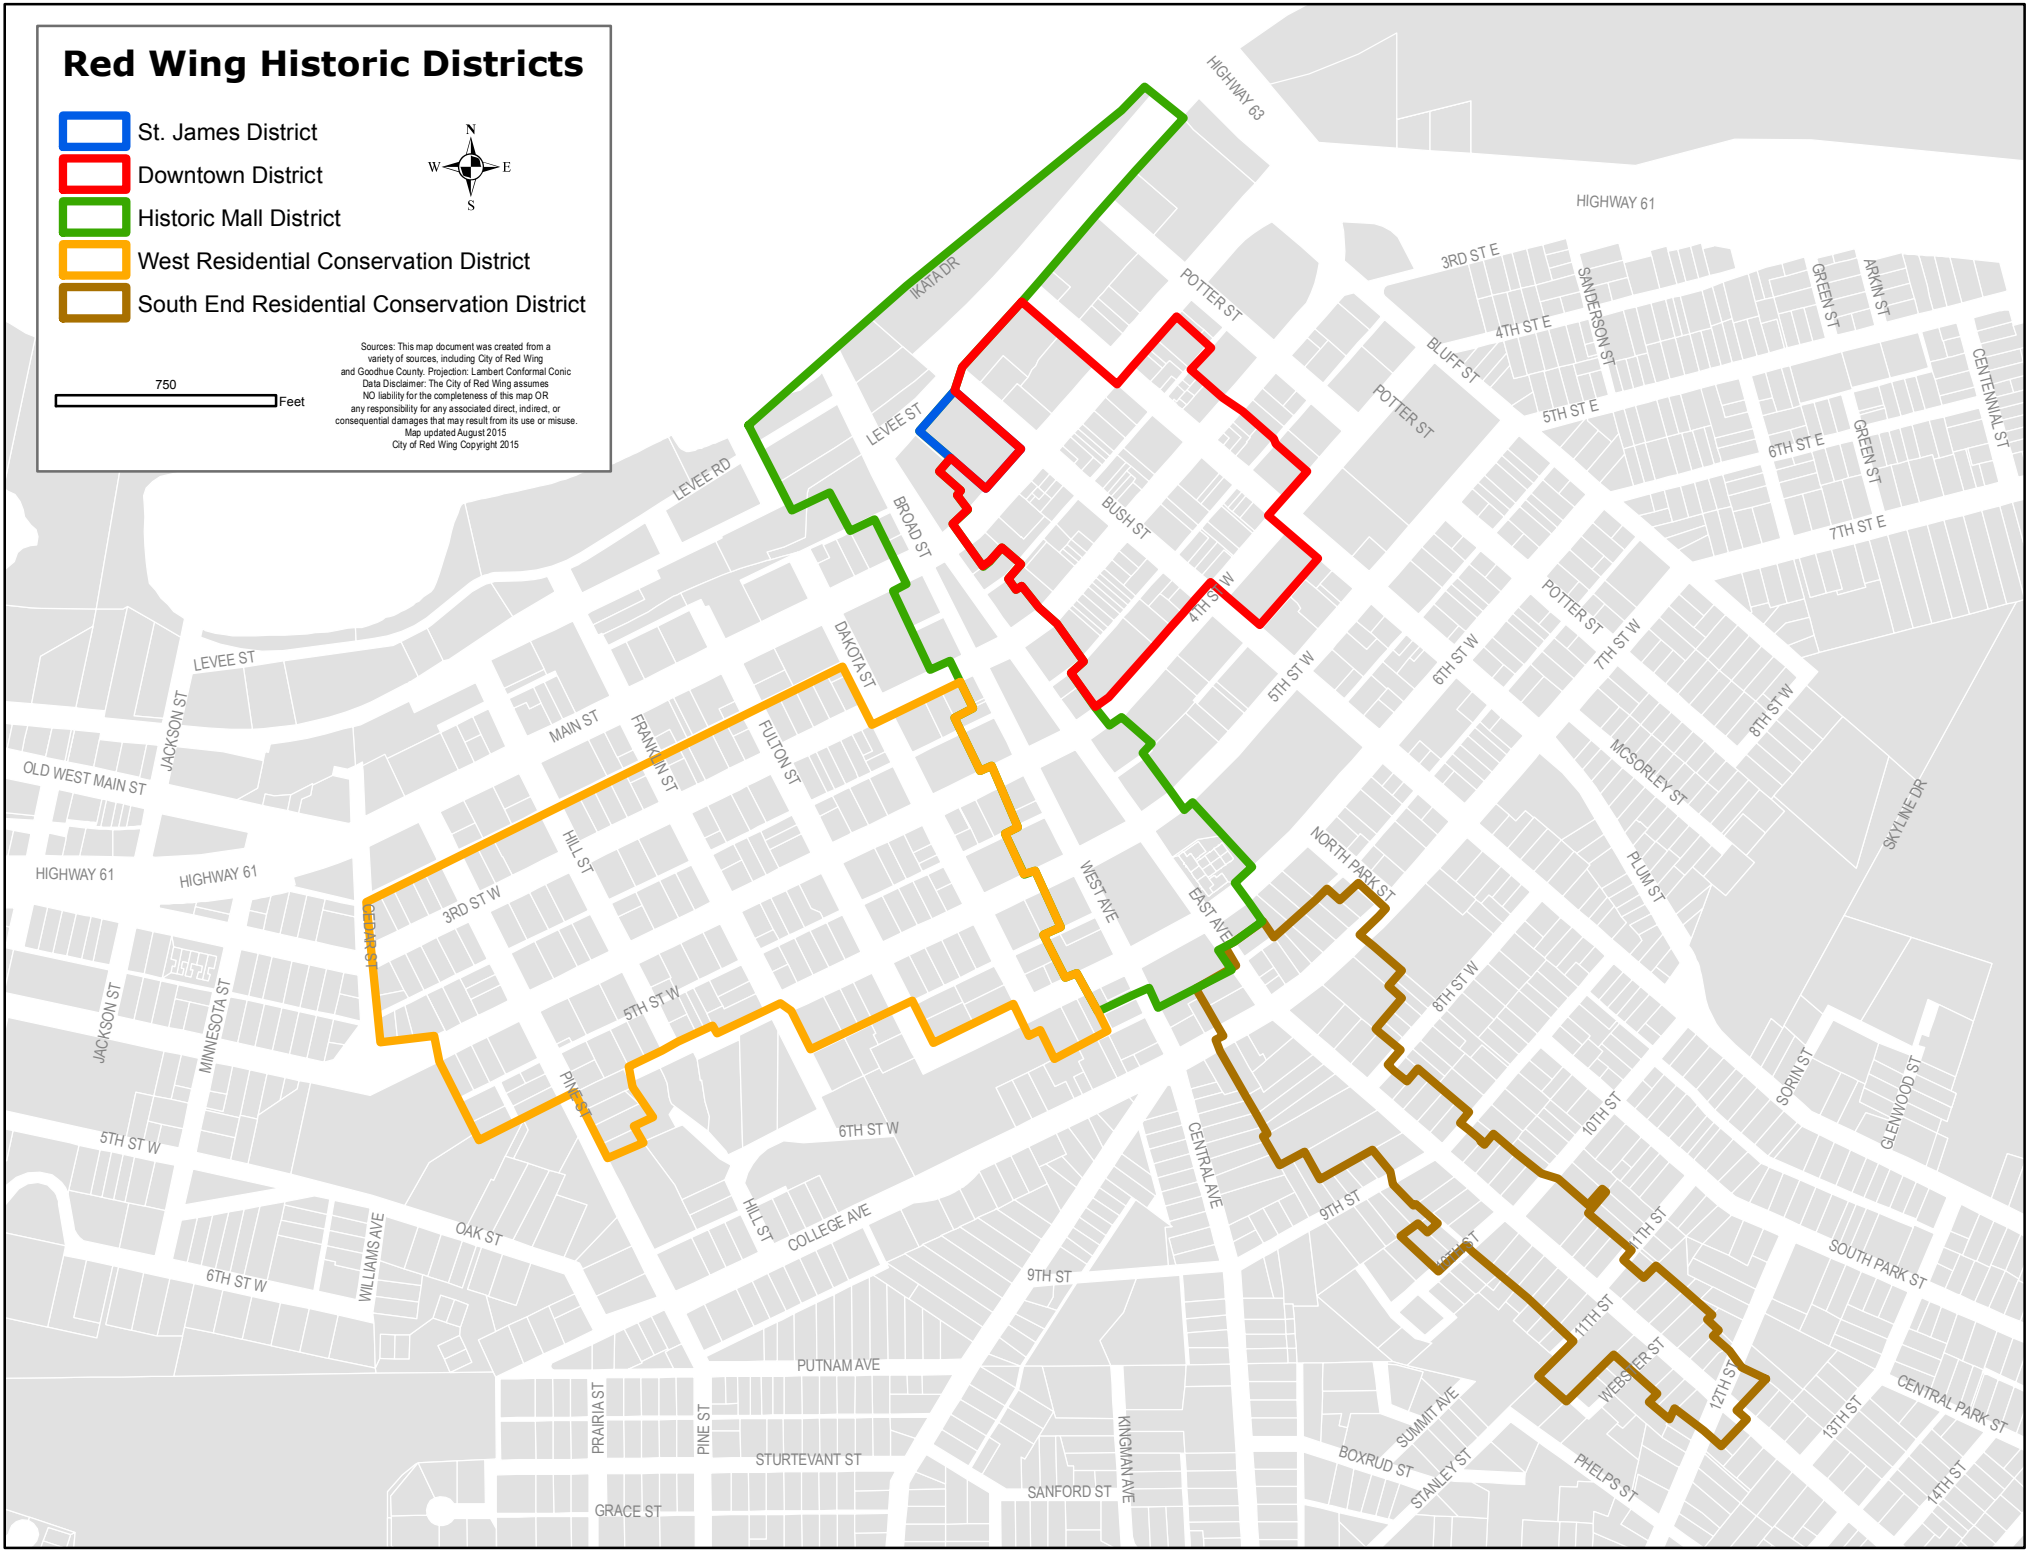 Red Wing Historic Districts
St. James District
Downtown District
Historic Mall District
West Residential Conservation District
South End Residential Conservation District
N
W E
S
Sources: This map document was created from a
variety of sources, including City of Red Wing
and Goodhue County. Projection: Lambert Conformal Conic
Data Disclaimer: The City of Red Wing assumes
NO liability for the completeness of this map OR
any responsibility for any associated direct, indirect, or
consequential damages that may result from its use or misuse.
Map updated August 2015
City of Red Wing Copyright 2015
750
Feet
HIGHWAY 63
HIGHWAY 61
3RD ST E
SANDERSON ST
GREEN ST
ARKIN ST
IKATA DR
POTTER ST
4TH ST E
BLUFF ST
CENTENNIAL ST
POTTER ST
5TH ST E
LEVEE ST
6TH ST E
GREEN ST
LEVEE RD
BROAD ST
BUSH ST
7TH ST E
4TH ST W
POTTER ST
7TH ST W
DAKOTA ST
LEVEE ST
6TH ST W
5TH ST W
8TH ST W
JACKSON ST
MAIN ST
FRANKLIN ST
FULTON ST
MCSORLEY ST
OLD WEST MAIN ST
SKYLINE DR
HILL ST
NORTH PARK ST
PLUM ST
HIGHWAY 61
HIGHWAY 61
3RD ST W
WEST AVE
EAST AVE
CEDAR ST
5TH ST W
8TH ST W
JACKSON ST
MINNESOTA ST
SORIN ST
GLENWOOD ST
PINE ST
10TH ST
5TH ST W
6TH ST W
CENTRAL AVE
9TH ST
HILL ST
COLLEGE AVE
OAK ST
WILLIAMS AVE
11TH ST
10TH ST
SOUTH PARK ST
6TH ST W
9TH ST
11TH ST
WEBSTER ST
PUTNAM AVE
12TH ST
CENTRAL PARK ST
PRAIRIA ST
PINE ST
KINGMAN AVE
SUMMIT AVE
13TH ST
STURTEVANT ST
BOXRUD ST
STANLEY ST
PHELPS ST
14TH ST
SANFORD ST
GRACE ST